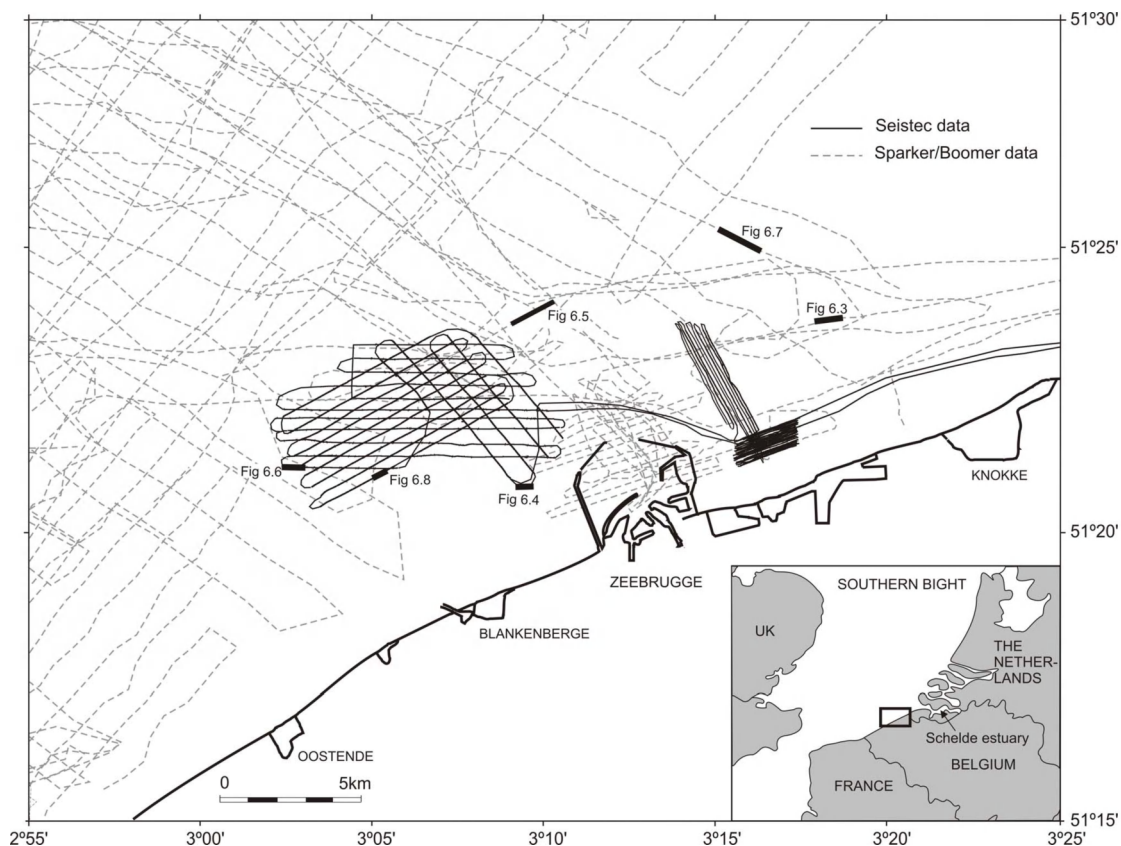 51°30'
Seistec data
Sparker/Boomer data
Fig 6.7
51°25'
Fig 6.5
Fig 6.3
Fig 6.6
Fig 6.8
Fig 6.4
KNOKKE
51°20'
ZEEBRUGGE
BLANKENBERGE
OOSTENDE
0
5km
SOUTHERN BIGHT
UK
THE
NETHER-
LANDS
Schelde estuary
BELGIUM
FRANCE
51°15'
2°55'
3°00'
3°05'
3°10'
3°15'
3°20'
3°25'